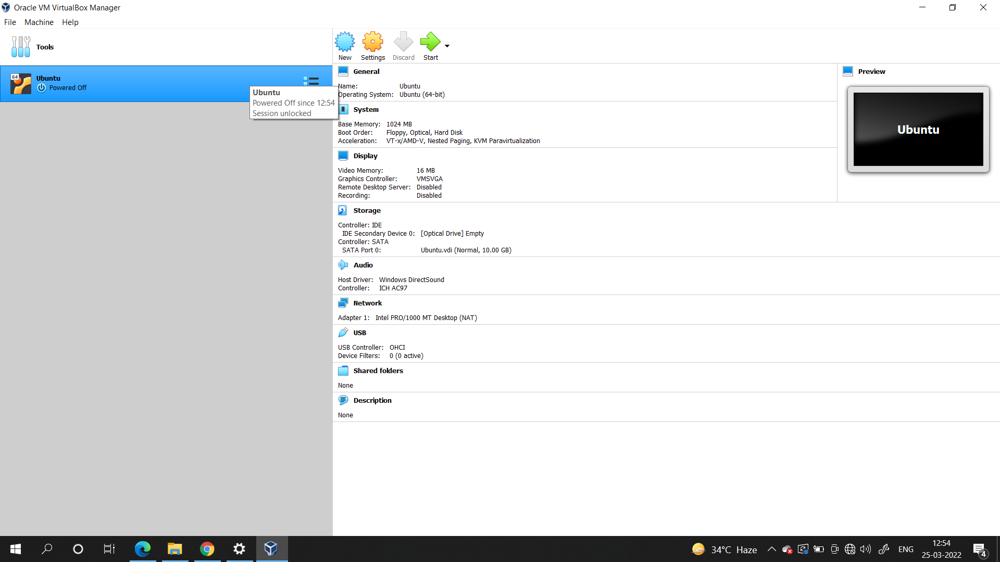 Oracle VM VirtualBox Manager
File Machine Help
Tools
New Settings Discard Start
64
Ubuntu
Powered Off
Ubuntu
Powered Off since 12:54
Session unlocked
General
Name: Ubuntu
Operating System: Ubuntu (64-bit)
System
Base Memory: 1024 MB
Boot Order: Floppy, Optical, Hard Disk
Acceleration: VT-x/AMD-V, Nested Paging, KVM Paravirtualization
Display
Video Memory: 16 MB
Graphics Controller: VMSVGA
Remote Desktop Server: Disabled
Recording: Disabled
Preview
Ubuntu
Storage
Controller: IDE
IDE Secondary Device 0: [Optical Drive] Empty
Controller: SATA
SATA Port 0: Ubuntu.vdi (Normal, 10.00 GB)
Audio
Host Driver: Windows DirectSound
Controller: ICH AC97
Network
Adapter 1: Intel PRO/1000 MT Desktop (NAT)
USB
USB Controller: OHCI
Device Filters: 0 (0 active)
Shared folders
None
Description
None
34°C Haze ENG 12:54
25-03-2022
4